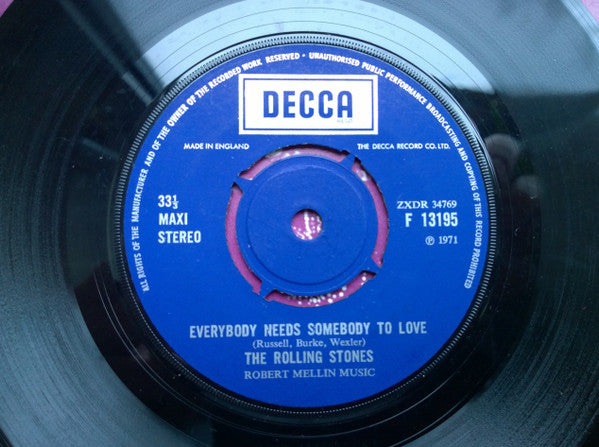 ALL RIGHTS OF THE MANUFACTURER AND OF THE OWNER OF THE RECORDED WORK RESERVED • UNAUTHORISED PUBLIC PERFORMANCE BROADCASTING AND COPYING OF THIS RECORD PROHIBITED
DECCA
MADE IN ENGLAND THE DECCA RECORD CO. LTD.
33⅓ ZXDR 34769
MAXI F 13195
STEREO ℗ 1971
EVERYBODY NEEDS SOMEBODY TO LOVE
(Russell, Burke, Wexler)
THE ROLLING STONES
ROBERT MELLIN MUSIC